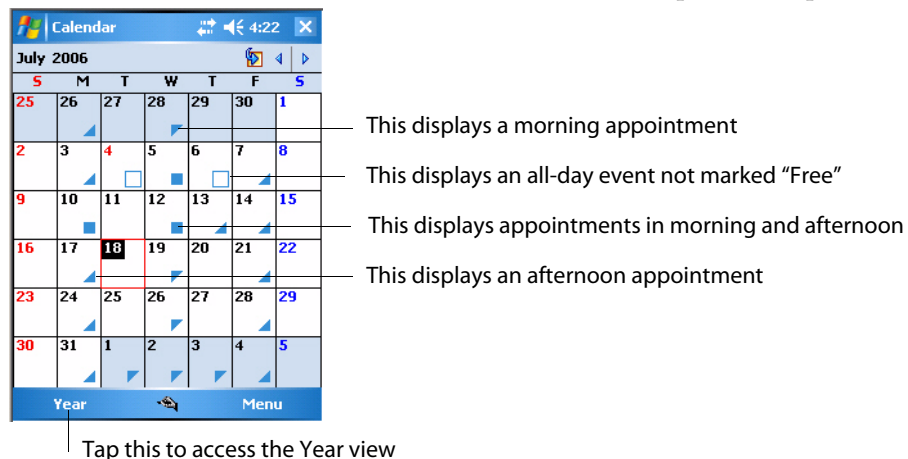 Calendar 4:22
July 2006
S M T W T F S
25 26 27 28 29 30 1
This displays a morning appointment
2 3 4 5 6 7 8
This displays an all-day event not marked “Free”
9 10 11 12 13 14 15
This displays appointments in morning and afternoon
16 17 18 19 20 21 22
This displays an afternoon appointment
23 24 25 26 27 28 29
30 31 1 2 3 4 5
Year Menu
Tap this to access the Year view